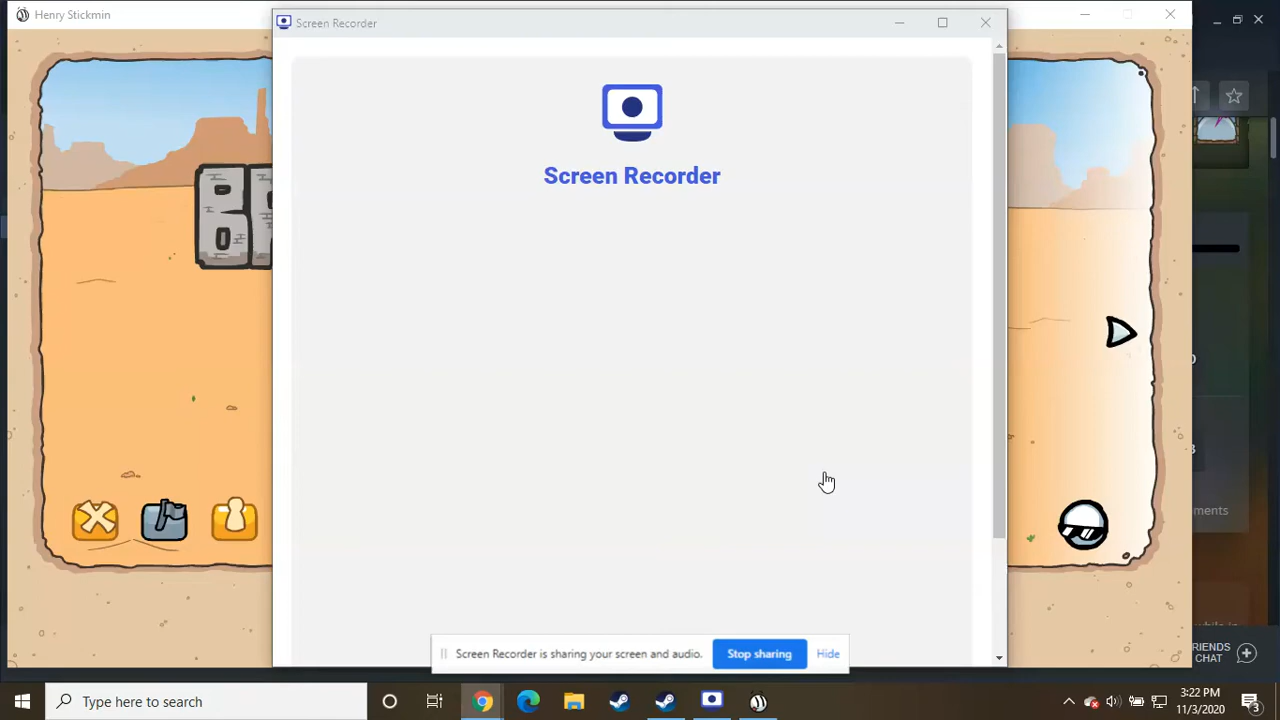 Henry Stickmin
Screen Recorder
Screen Recorder
Screen Recorder is sharing your screen and audio.
Stop sharing
Hide
FRIENDS
CHAT
Type here to search
3:22 PM
11/3/2020
3